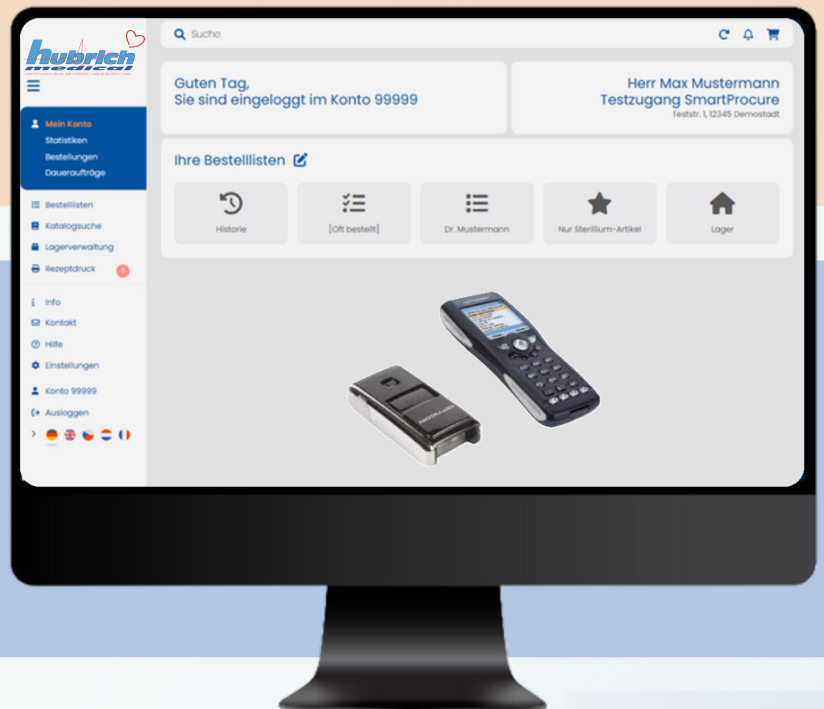 hubrich
medical
Suche
Guten Tag,
Sie sind eingeloggt im Konto 99999
Herr Max Mustermann
Testzugang SmartProcure
Teststr. 1, 12345 Demostadt
Mein Konto
Statistiken
Bestellungen
Daueraufträge
Bestelllisten
Katalogsuche
Lagerverwaltung
Rezeptdruck
Info
Kontakt
Hilfe
Einstellungen
Konto 99999
Ausloggen
Ihre Bestelllisten
Historie
[Oft bestellt]
Dr. Mustermann
Nur Sterillium-Artikel
Lager